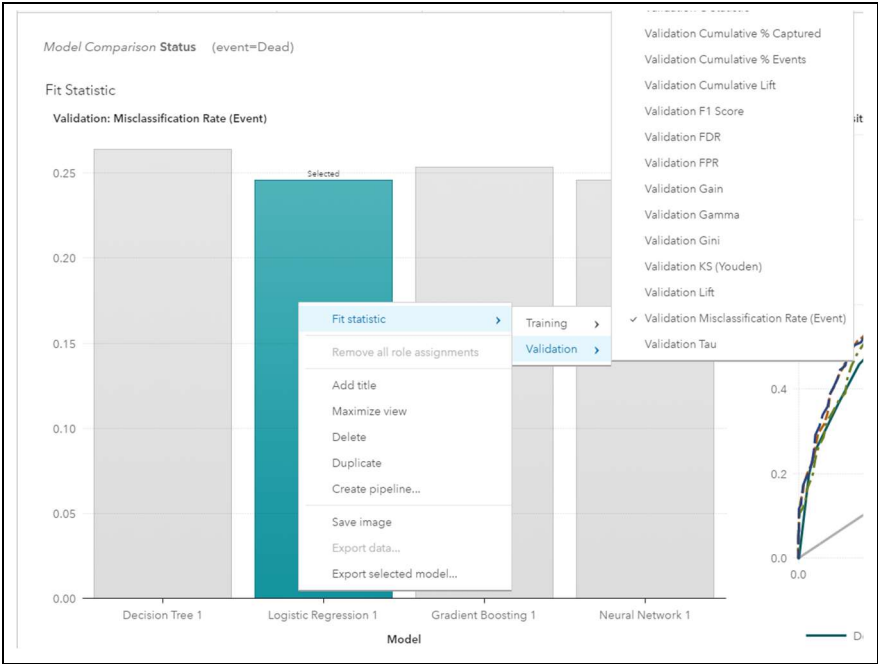 Model Comparison Status (event=Dead)
Fit Statistic
Validation: Misclassification Rate (Event)
0.25
0.20
0.15
0.10
0.05
0.00
Selected
Decision Tree 1
Logistic Regression 1
Gradient Boosting 1
Neural Network 1
Model
Fit statistic
Remove all role assignments
Add title
Maximize view
Delete
Duplicate
Create pipeline...
Save image
Export data...
Export selected model...
Training
Validation
Validation Cumulative % Captured
Validation Cumulative % Events
Validation Cumulative Lift
Validation F1 Score
Validation FDR
Validation FPR
Validation Gain
Validation Gamma
Validation Gini
Validation KS (Youden)
Validation Lift
Validation Misclassification Rate (Event)
Validation Tau
0.4
0.2
0.0
0.0